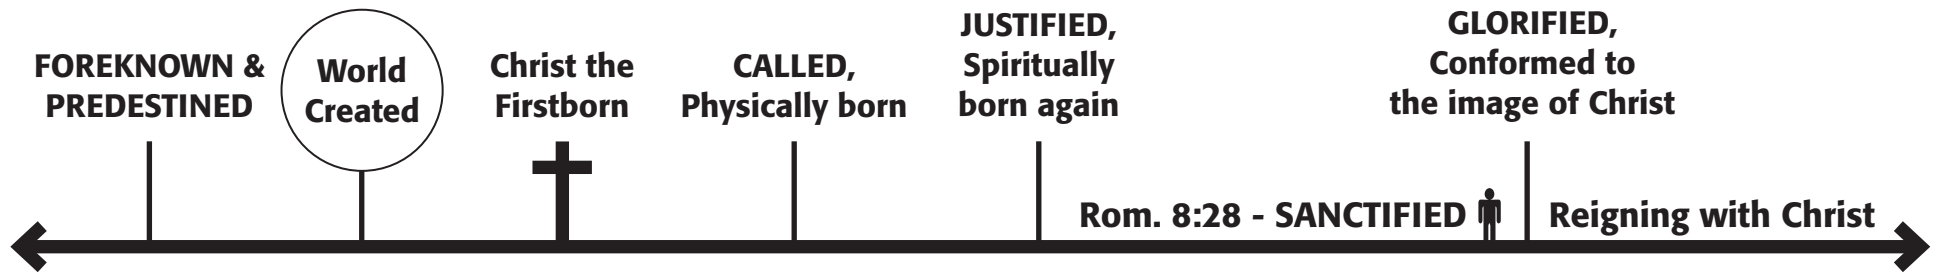 FOREKNOWN &
PREDESTINED
World
Created
Christ the
Firstborn
CALLED,
Physically born
JUSTIFIED,
Spiritually
born again
GLORIFIED,
Conformed to
the image of Christ
Rom. 8:28 - SANCTIFIED
Reigning with Christ